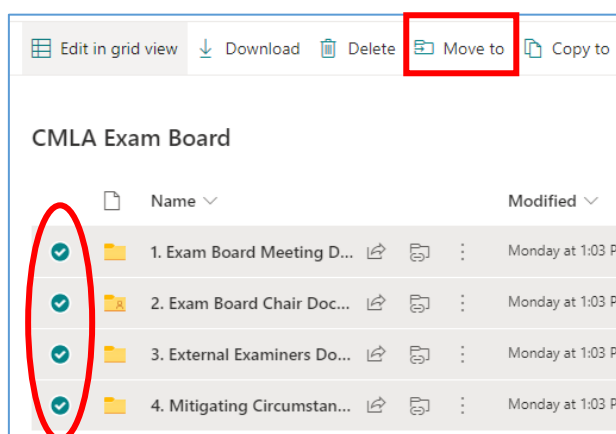 Edit in grid view Download Delete Move to Copy to
CMLA Exam Board
Name Modified
1. Exam Board Meeting D... Monday at 1:03 P
2. Exam Board Chair Doc... Monday at 1:03 P
3. External Examiners Do... Monday at 1:03 P
4. Mitigating Circumstan... Monday at 1:03 P